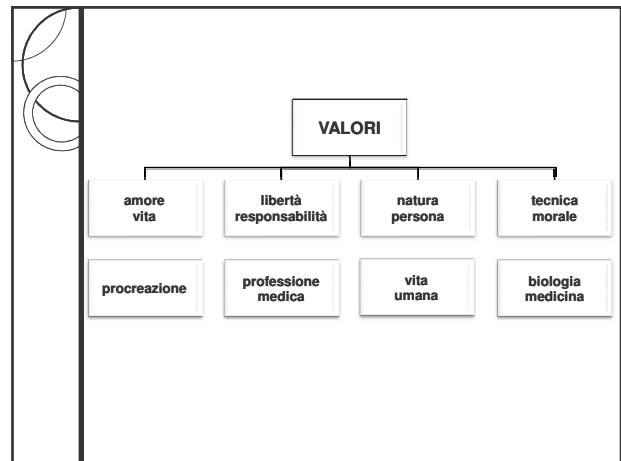 VALORI
amore
vita
libertà
responsabilità
natura
persona
tecnica
morale
procreazione
professione
medica
vita
umana
biologia
medicina